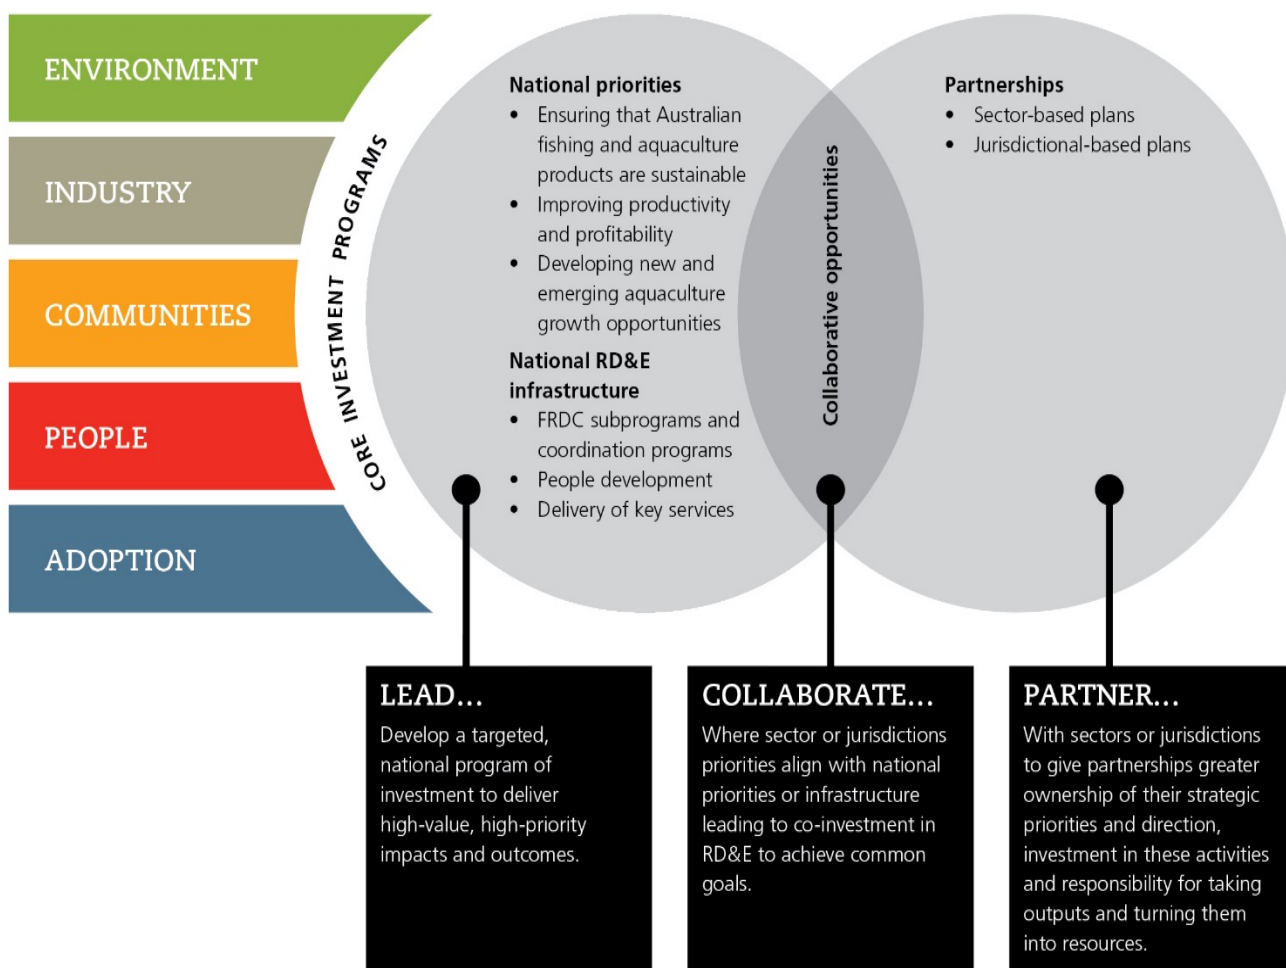 ENVIRONMENT
INDUSTRY
COMMUNITIES
PEOPLE
ADOPTION
CORE INVESTMENT PROGRAMS
National priorities
• Ensuring that Australian
fishing and aquaculture
products are sustainable
• Improving productivity
and profitability
• Developing new and
emerging aquaculture
growth opportunities
National RD&E
infrastructure
• FRDC subprograms and
coordination programs
• People development
• Delivery of key services
Collaborative opportunities
Partnerships
• Sector-based plans
• Jurisdictional-based plans
LEAD...
Develop a targeted,
national program of
investment to deliver
high-value, high-priority
impacts and outcomes.
COLLABORATE...
Where sector or jurisdictions
priorities align with national
priorities or infrastructure
leading to co-investment in
RD&E to achieve common
goals.
PARTNER...
With sectors or jurisdictions
to give partnerships greater
ownership of their strategic
priorities and direction,
investment in these activities
and responsibility for taking
outputs and turning them
into resources.